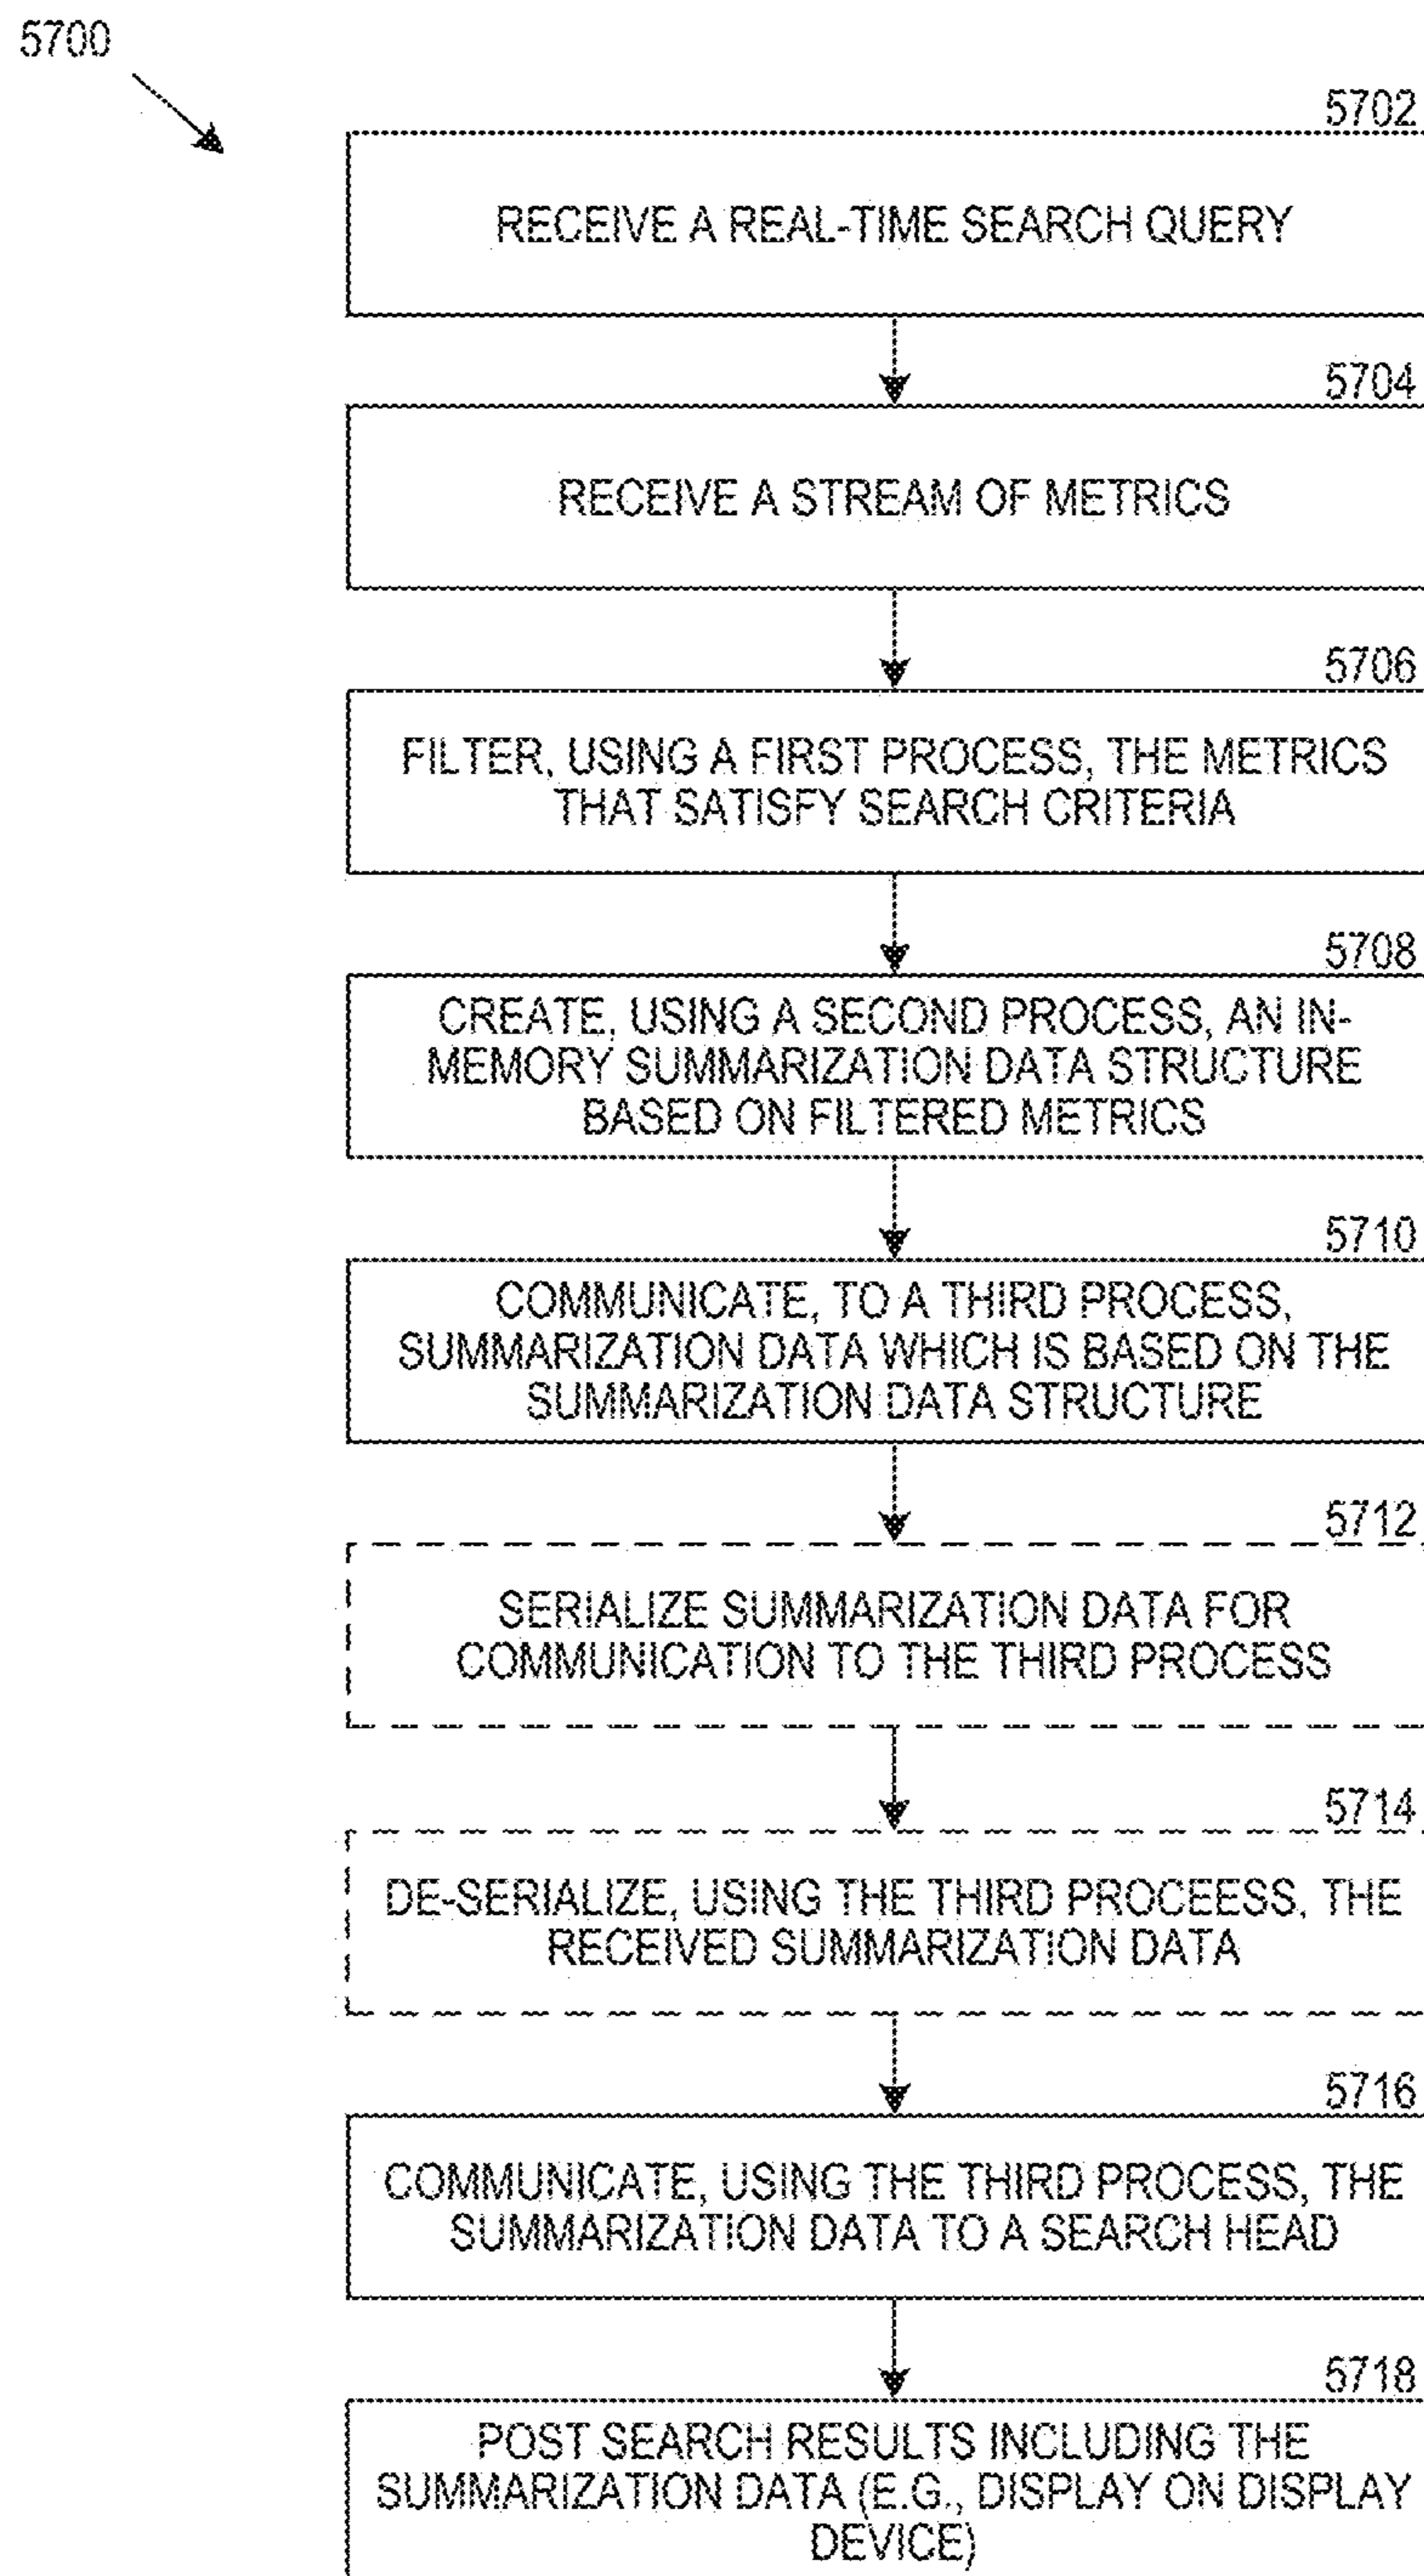 5700
5702
RECEIVE A REAL-TIME SEARCH QUERY
5704
RECEIVE A STREAM OF METRICS
5706
FILTER, USING A FIRST PROCESS, THE METRICS
THAT SATISFY SEARCH CRITERIA
5708
CREATE, USING A SECOND PROCESS, AN IN-
MEMORY SUMMARIZATION DATA STRUCTURE
BASED ON FILTERED METRICS
5710
COMMUNICATE, TO A THIRD PROCESS,
SUMMARIZATION DATA WHICH IS BASED ON THE
SUMMARIZATION DATA STRUCTURE
5712
SERIALIZE SUMMARIZATION DATA FOR
COMMUNICATION TO THE THIRD PROCESS
5714
DE-SERIALIZE, USING THE THIRD PROCEESS, THE
RECEIVED SUMMARIZATION DATA
5716
COMMUNICATE, USING THE THIRD PROCESS, THE
SUMMARIZATION DATA TO A SEARCH HEAD
5718
POST SEARCH RESULTS INCLUDING THE
SUMMARIZATION DATA (E.G., DISPLAY ON DISPLAY
DEVICE)